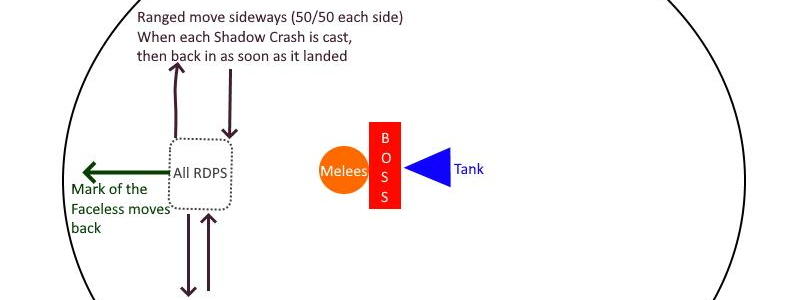 Ranged move sideways (50/50 each side)
When each Shadow Crash is cast,
then back in as soon as it landed
B
O
S
S
All RDPS
Melees
Tank
Mark of the
Faceless moves
back